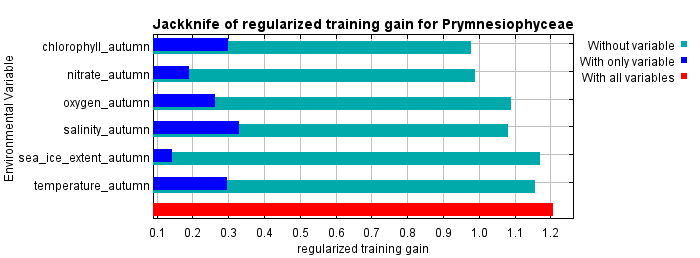 Jackknife of regularized training gain for Prymnesiophyceae
Environmental Variable
chlorophyll_autumn
nitrate_autumn
oxygen_autumn
salinity_autumn
sea_ice_extent_autumn
temperature_autumn
0.1 0.2 0.3 0.4 0.5 0.6 0.7 0.8 0.9 1.0 1.1 1.2
regularized training gain
Without variable
With only variable
With all variables